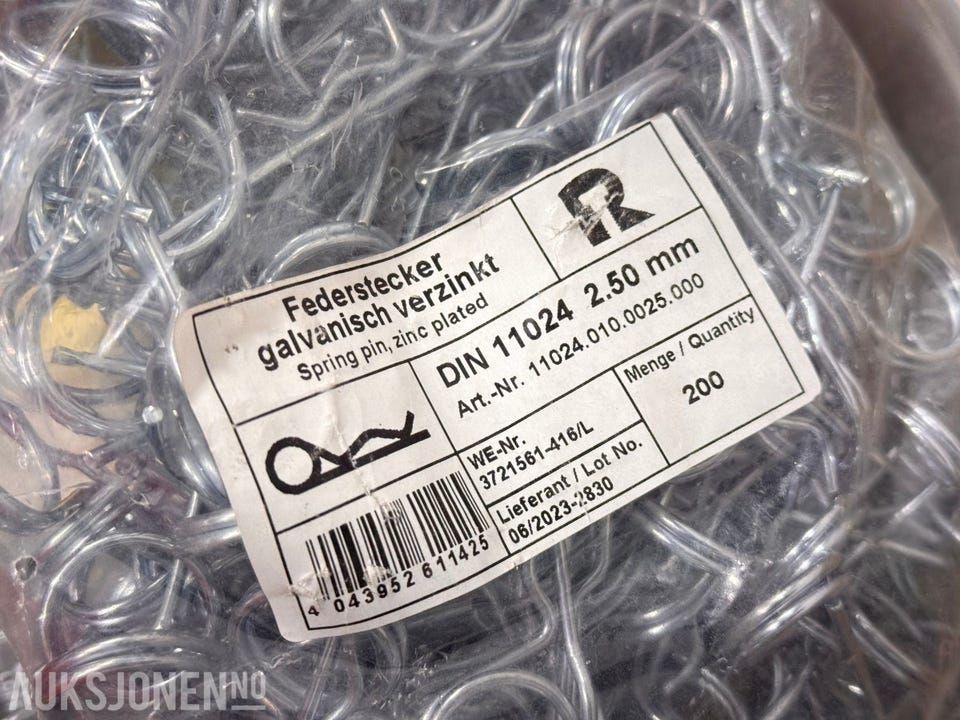 R
Federstecker
galvanisch verzinkt
Spring pin, zinc plated
DIN 11024 2.50 mm
Art.-Nr. 11024.010.0025.000
WE-Nr.
3721561-416/L
Menge / Quantity
200
Lieferant / Lot No.
06/2023-2830
4 043952 611425
AUKSJONEN.NO